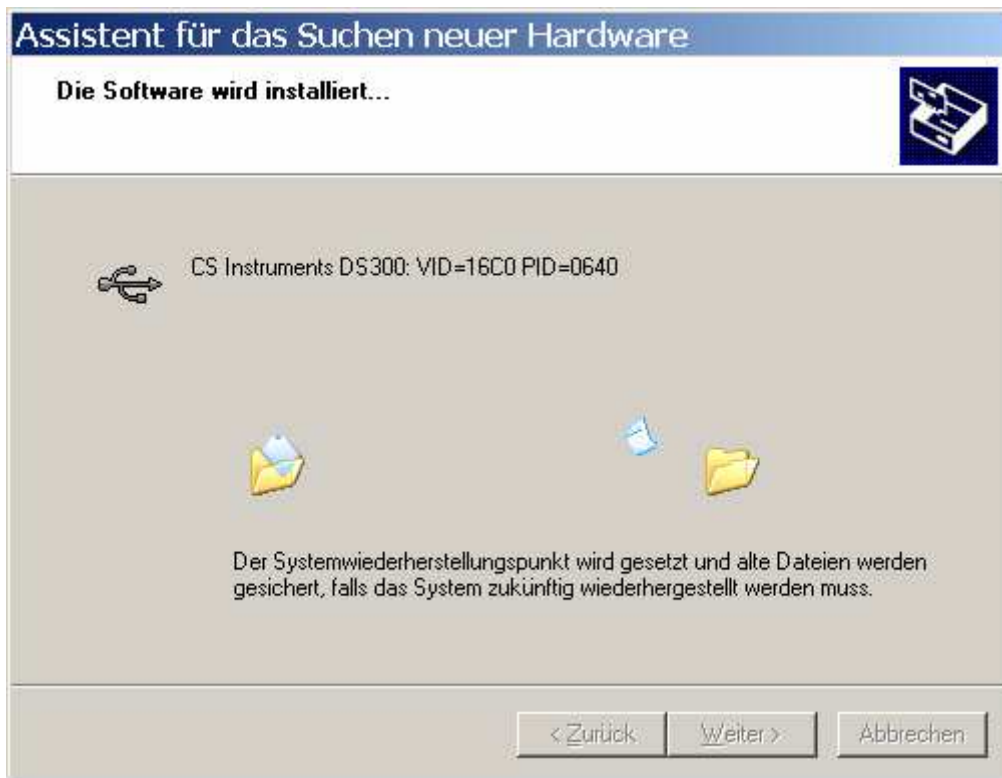 Assistent für das Suchen neuer Hardware
Die Software wird installiert...
CS Instruments DS300: VID=16C0 PID=0640
Der Systemwiederherstellungspunkt wird gesetzt und alte Dateien werden
gesichert, falls das System zukünftig wiederhergestellt werden muss.
< Zurück Weiter > Abbrechen